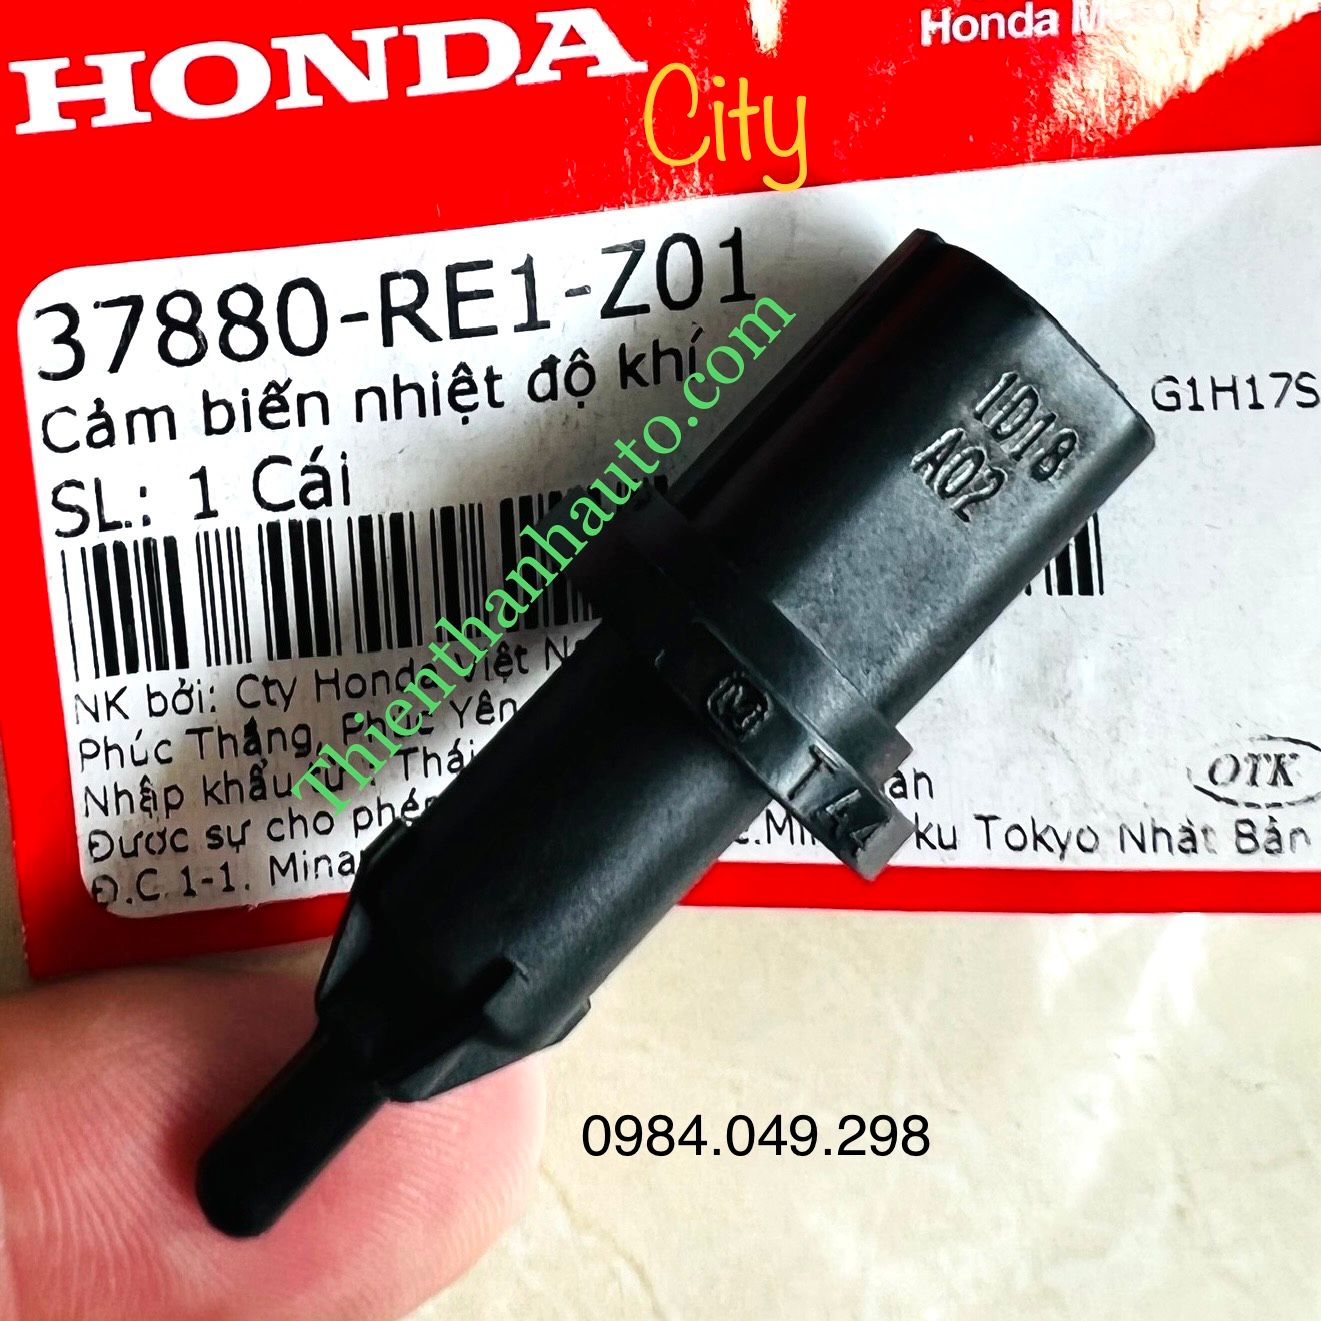 HONDA
Honda
City
37880-RE1-Z01
Cảm biến nhiệt độ khí
G1H17S
SL.: 1 Cái
1D18
A02
NK bởi: Cty Honda Việt
Phúc Thắng, Phúc Yên
Nhập khẩu từ : Thái
Được sự cho phép
Đ.C 1-1. Mina
ku Tokyo Nhật Bản
OTK
M T44
Thienthanhauto.com
0984.049.298